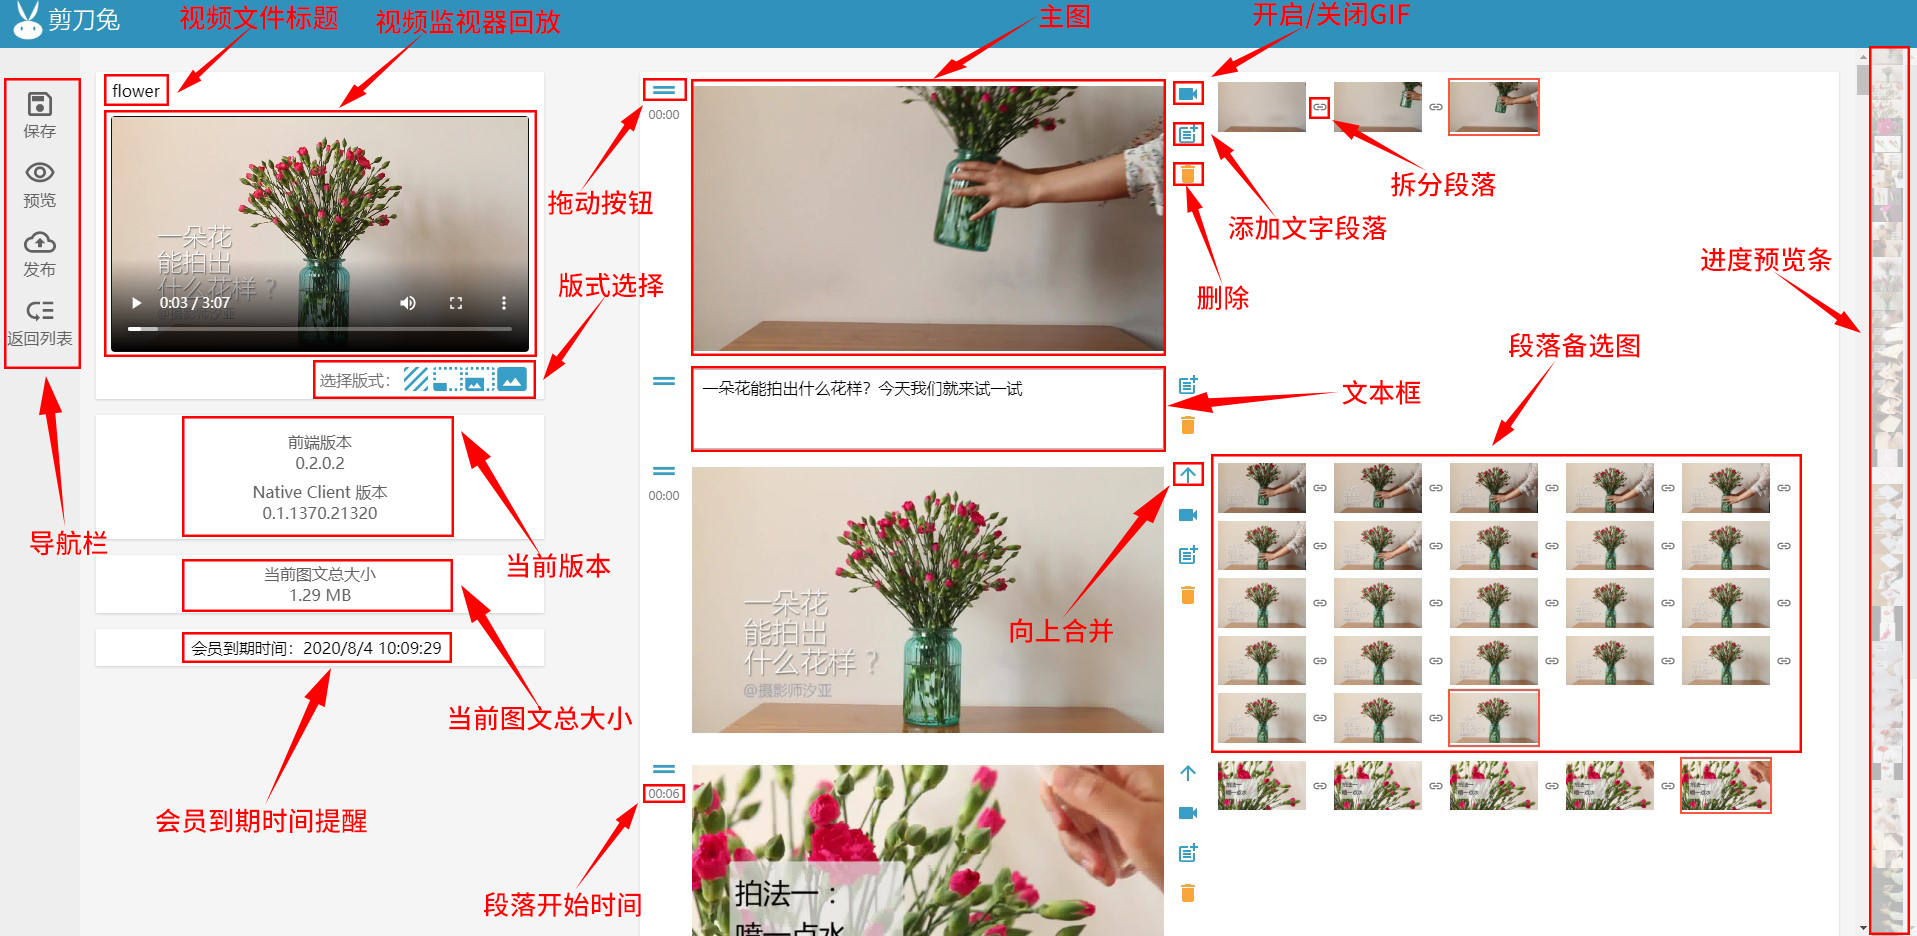 剪刀兔
视频文件标题
视频监视器回放
主图
开启/关闭GIF
保存
预览
发布
返回列表
导航栏
flower
一朵花
能拍出
什么花样？
@摄影师汐亚
0:03 / 3:07
选择版式：
版式选择
前端版本
0.2.0.2
Native Client 版本
0.1.1370.21320
当前版本
当前图文总大小
1.29 MB
当前图文总大小
会员到期时间：2020/8/4 10:09:29
会员到期时间提醒
00:00
拖动按钮
添加文字段落
删除
拆分段落
一朵花能拍出什么花样？今天我们就来试一试
文本框
段落备选图
进度预览条
00:00
一朵花
能拍出
什么花样？
@摄影师汐亚
向上合并
00:06
段落开始时间
拍法一：
喷一点水